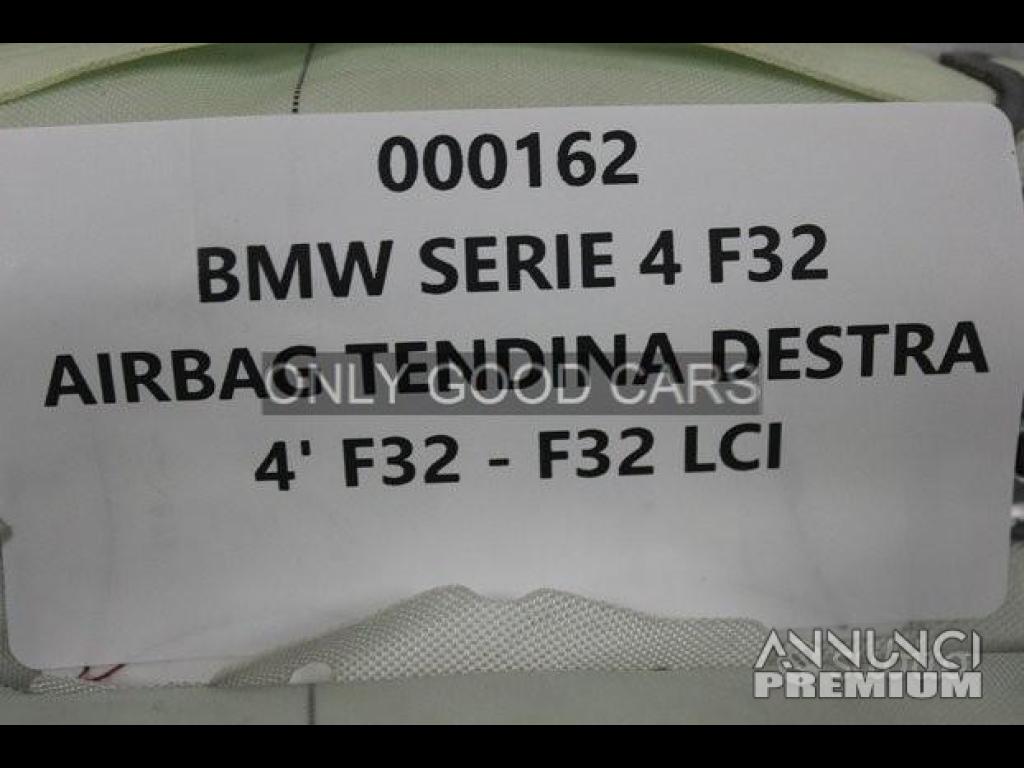 000162
BMW SERIE 4 F32
AIRBAG TENDINA DESTRA
ONLY GOOD CARS
4' F32 - F32 LCI
ANNUNCI
PREMIUM